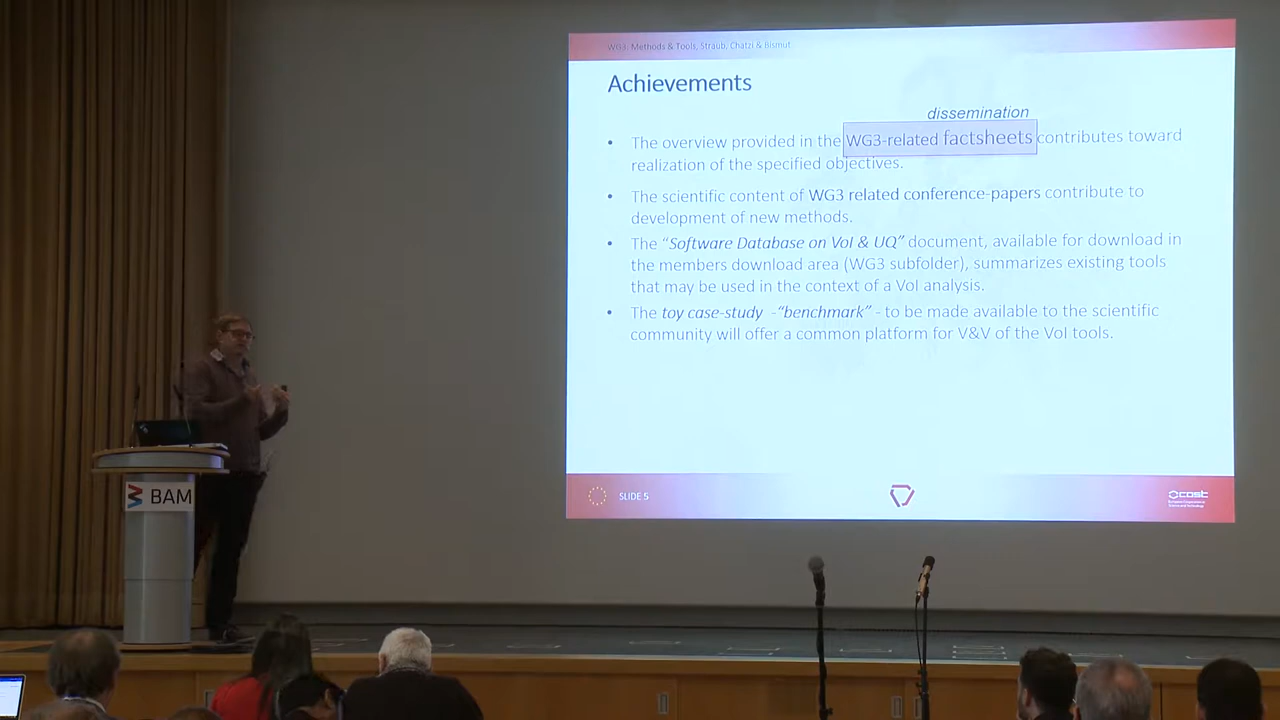 WG3: Methods & Tools, Straub, Chatzi & Bismut
Achievements
dissemination
• The overview provided in the WG3-related factsheets contributes toward
realization of the specified objectives.
• The scientific content of WG3 related conference-papers contribute to
development of new methods.
• The “Software Database on VoI & UQ” document, available for download in
the members download area (WG3 subfolder), summarizes existing tools
that may be used in the context of a VoI analysis.
• The toy case-study -“benchmark” - to be made available to the scientific
community will offer a common platform for V&V of the VoI tools.
SLIDE 5
cost
BAM